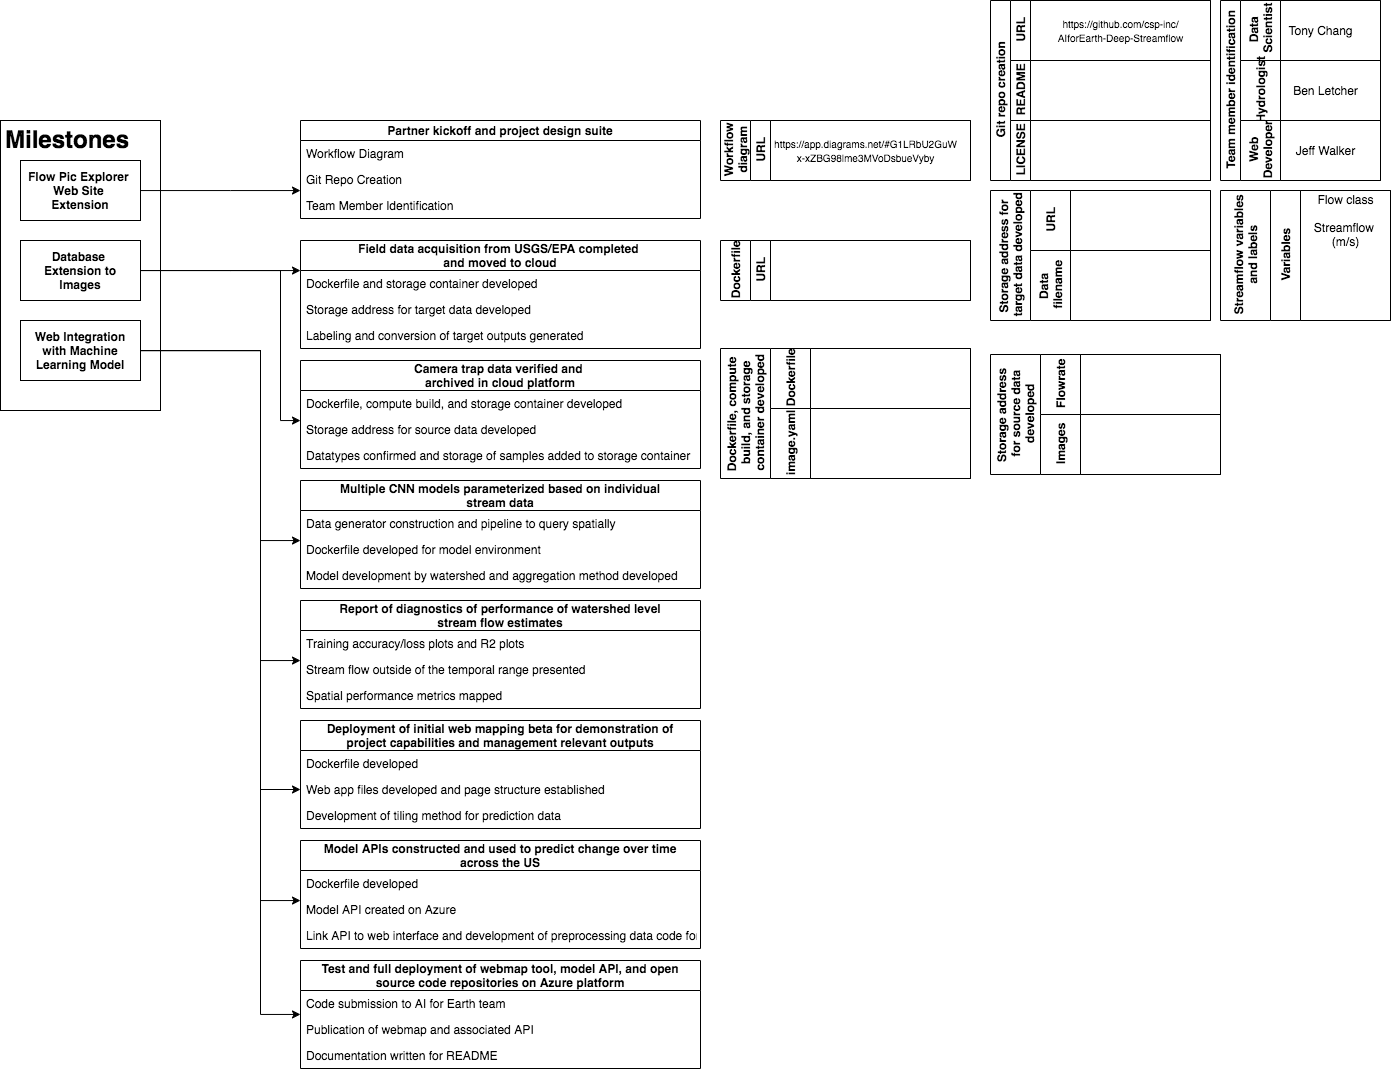 Milestones
Flow Pic Explorer
Web Site
Extension
Database
Extension to
Images
Web Integration
with Machine
Learning Model
Partner kickoff and project design suite
Workflow Diagram
Git Repo Creation
Team Member Identification
Field data acquisition from USGS/EPA completed
and moved to cloud
Dockerfile and storage container developed
Storage address for target data developed
Labeling and conversion of target outputs generated
Camera trap data verified and
archived in cloud platform
Dockerfile, compute build, and storage container developed
Storage address for source data developed
Datatypes confirmed and storage of samples added to storage container
Multiple CNN models parameterized based on individual
stream data
Data generator construction and pipeline to query spatially
Dockerfile developed for model environment
Model development by watershed and aggregation method developed
Report of diagnostics of performance of watershed level
stream flow estimates
Training accuracy/loss plots and R2 plots
Stream flow outside of the temporal range presented
Spatial performance metrics mapped
Deployment of initial web mapping beta for demonstration of
project capabilities and management relevant outputs
Dockerfile developed
Web app files developed and page structure established
Development of tiling method for prediction data
Model APIs constructed and used to predict change over time
across the US
Dockerfile developed
Model API created on Azure
Link API to web interface and development of preprocessing data code for
Test and full deployment of webmap tool, model API, and open
source code repositories on Azure platform
Code submission to AI for Earth team
Publication of webmap and associated API
Documentation written for README
Workflow
diagram
URL
https://app.diagrams.net/#G1LRbU2GuW
x-xZBG98Ime3MVoDsbueVyby
Git repo creation
URL
https://github.com/csp-inc/
AIforEarth-Deep-Streamflow
README
LICENSE
Team member identification
Data
Scientist
Tony Chang
Hydrologist
Ben Letcher
Web
Developer
Jeff Walker
Dockerfile
URL
Storage address for
target data developed
URL
Data
filename
Streamflow variables
and labels
Variables
Flow class
Streamflow
(m/s)
Dockerfile, compute
build, and storage
container developed
Dockerfile
image.yaml
Storage address
for source data
developed
Flowrate
Images